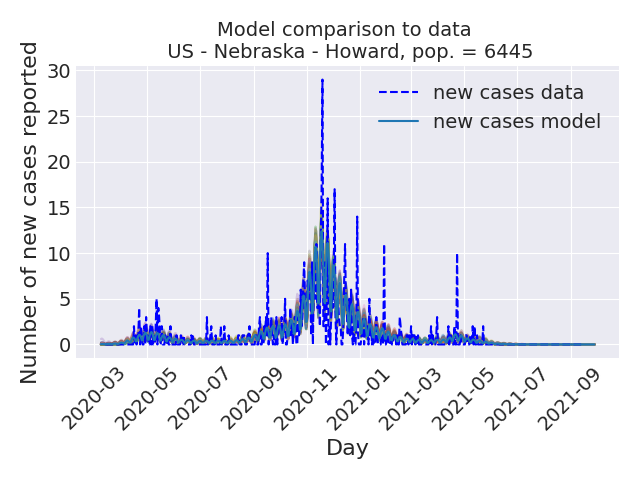 Model comparison to data
US - Nebraska - Howard, pop. = 6445
Number of new cases reported
30
25
20
15
10
5
0
new cases data
new cases model
2020-03
2020-05
2020-07
2020-09
2020-11
2021-01
2021-03
2021-05
2021-07
2021-09
Day